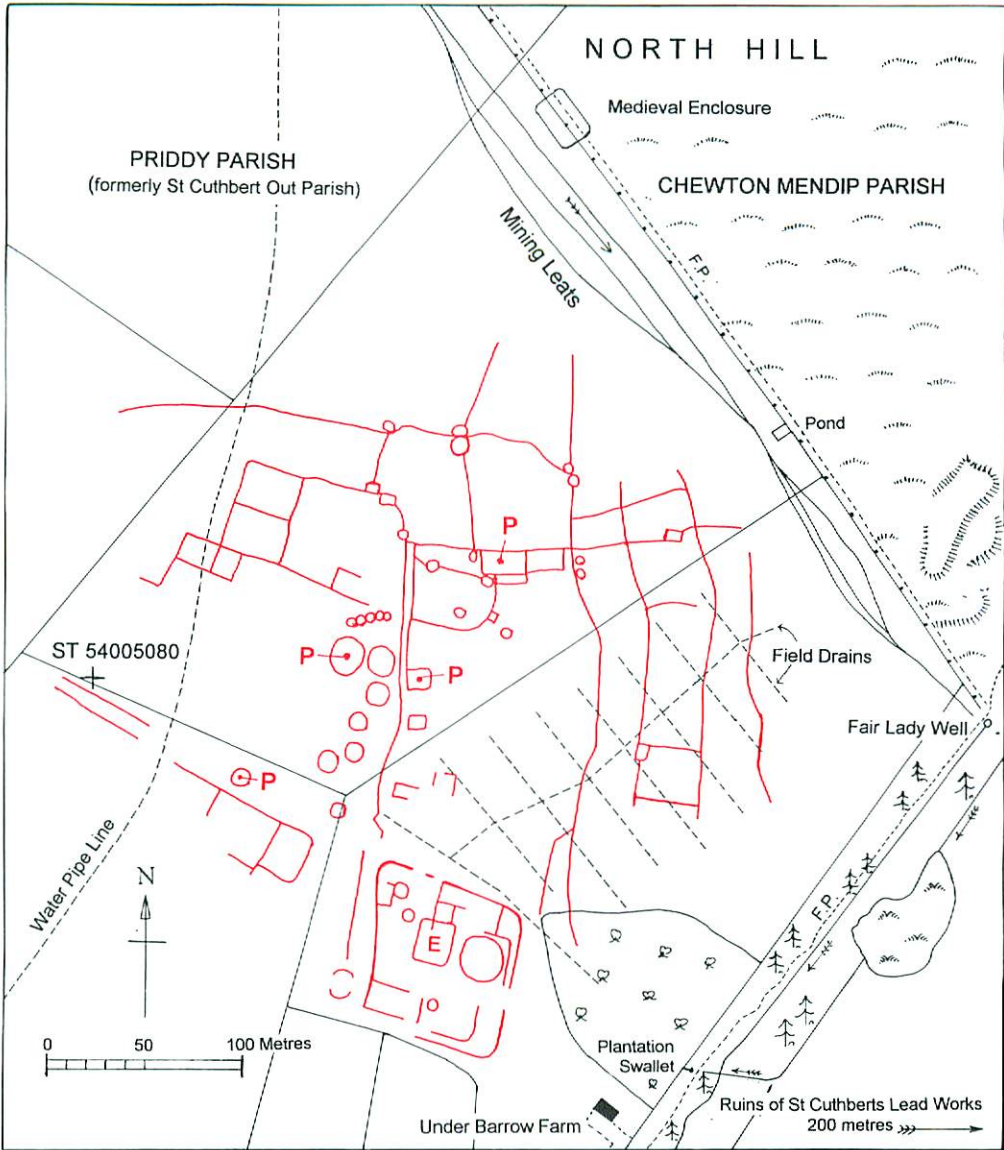 NORTH HILL
Medieval Enclosure
PRIDDY PARISH
(formerly St Cuthbert Out Parish)
CHEWTON MENDIP PARISH
Mining Leats
F.P.
Pond
P
ST 54005080
P
P
Field Drains
Fair Lady Well
P
Water Pipe Line
N
E
F.P.
0 50 100 Metres
Plantation
Swallet
Under Barrow Farm
Ruins of St Cuthberts Lead Works
200 metres